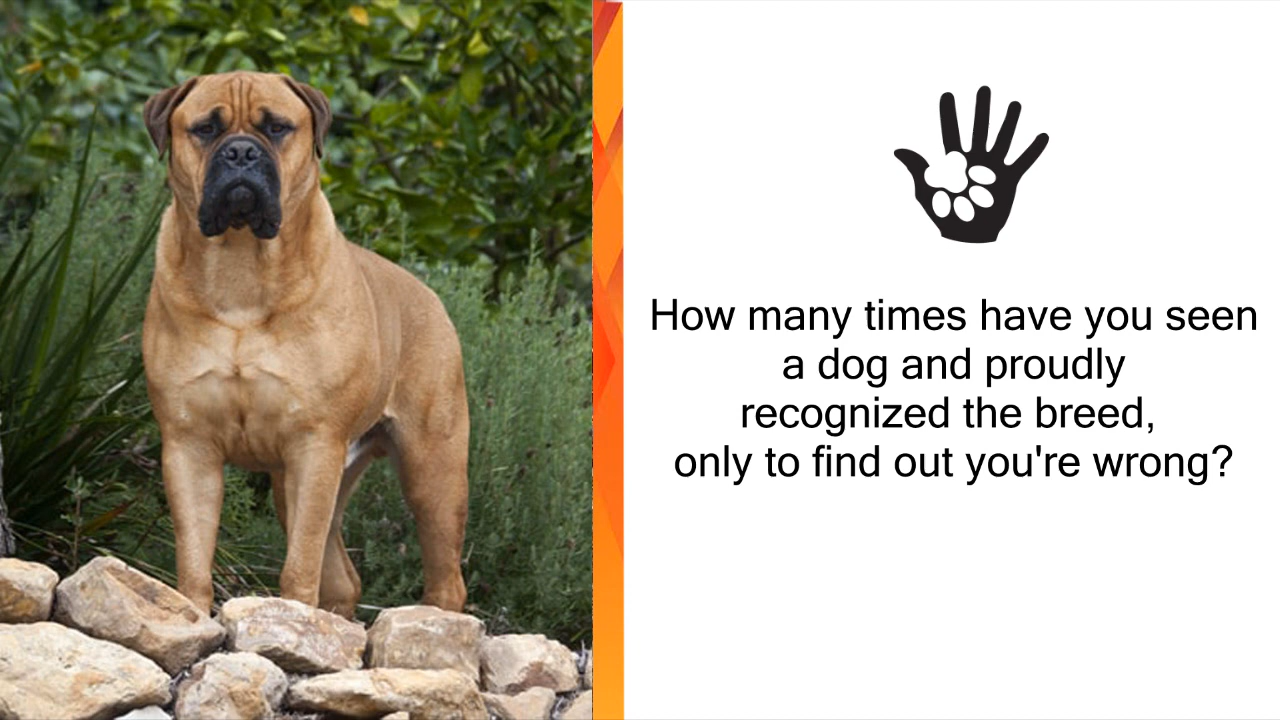 How many times have you seen
a dog and proudly
recognized the breed,
only to find out you're wrong?